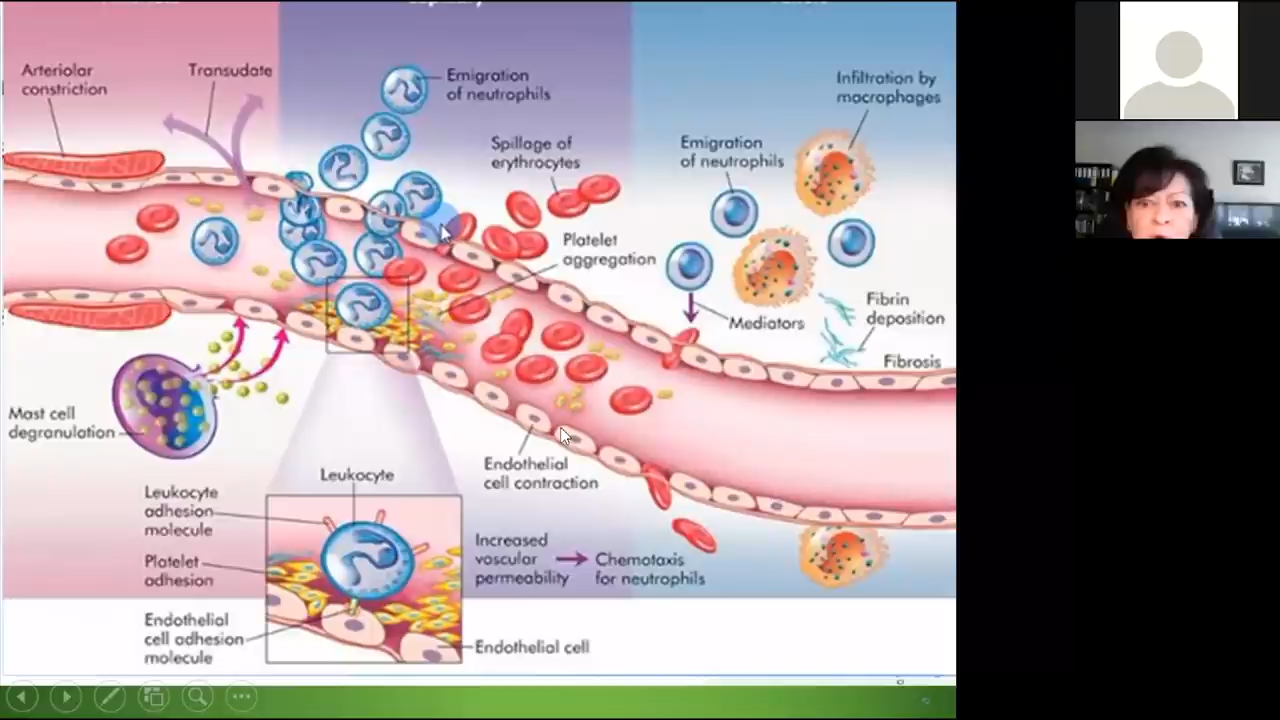 Arteriolar
constriction
Transudate
Emigration
of neutrophils
Spillage of
erythrocytes
Platelet
aggregation
Emigration
of neutrophils
Infiltration by
macrophages
Mediators
Fibrin
deposition
Fibrosis
Mast cell
degranulation
Endothelial
cell contraction
Leukocyte
Leukocyte
adhesion
molecule
Platelet
adhesion
Endothelial
cell adhesion
molecule
Increased
vascular
permeability
Chemotaxis
for neutrophils
Endothelial cell